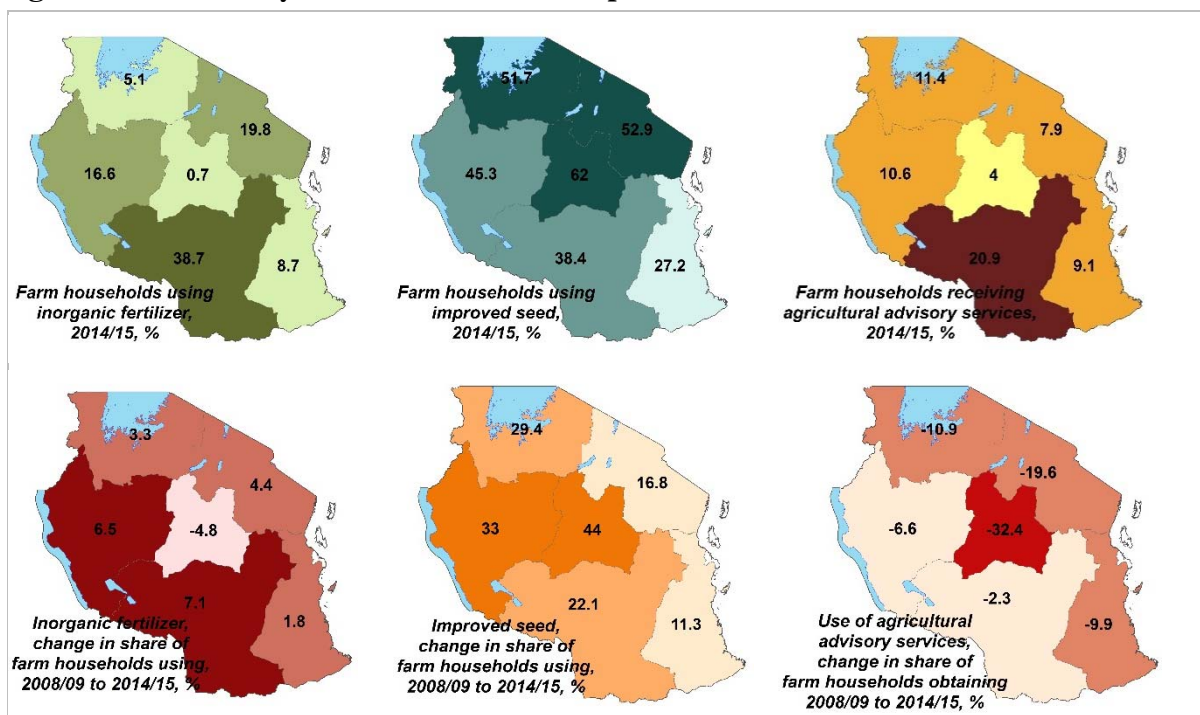 5.1
19.8
16.6
0.7
38.7
8.7
Farm households using
inorganic fertilizer,
2014/15, %
51.7
52.9
45.3
62
38.4
27.2
Farm households using
improved seed,
2014/15, %
11.4
7.9
10.6
4
20.9
9.1
Farm households receiving
agricultural advisory services,
2014/15, %
3.3
4.4
6.5
-4.8
7.1
1.8
Inorganic fertilizer,
change in share of
farm households using,
2008/09 to 2014/15, %
29.4
16.8
33
44
22.1
11.3
Improved seed,
change in share of
farm households using,
2008/09 to 2014/15, %
-10.9
-19.6
-6.6
-32.4
-2.3
-9.9
Use of agricultural
advisory services,
change in share of
farm households obtaining
2008/09 to 2014/15, %